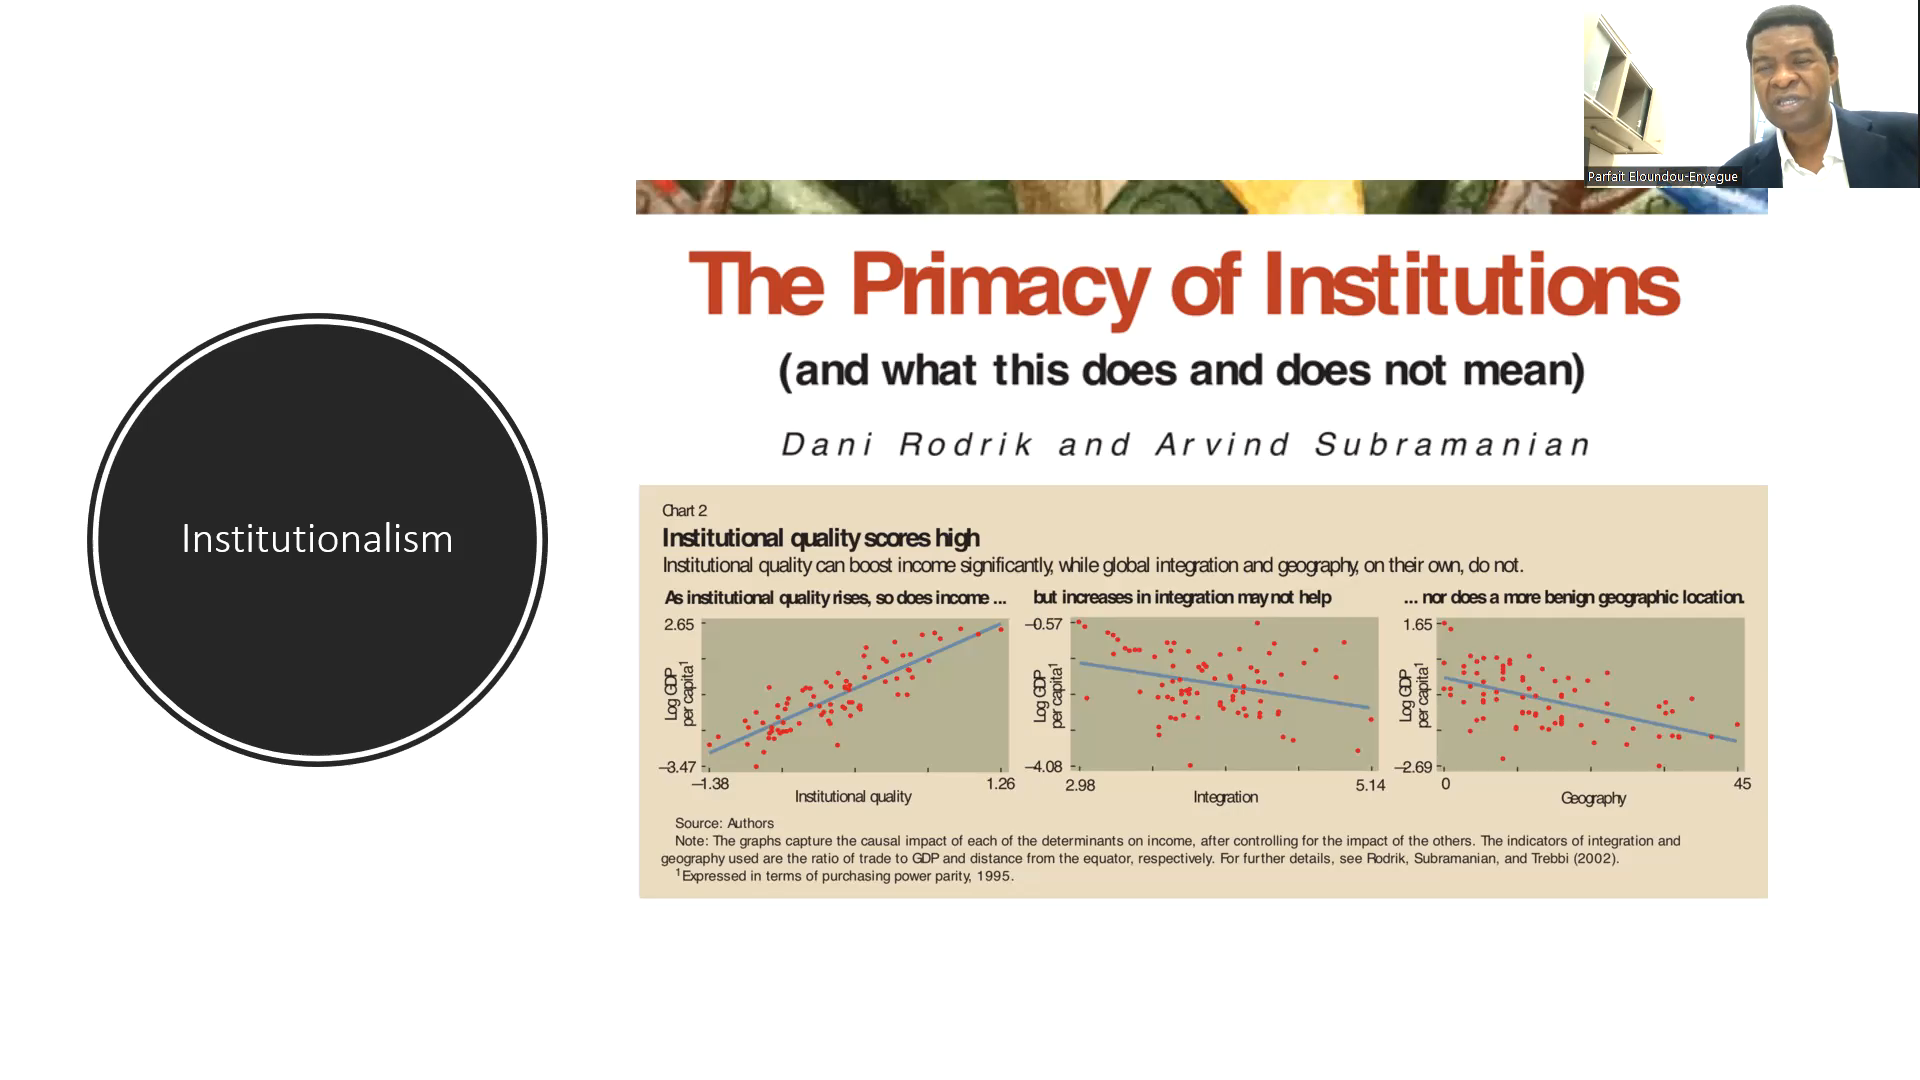 Parfait Eloundou-Enyegue
Institutionalism
The Primacy of Institutions
(and what this does and does not mean)
Dani Rodrik and Arvind Subramanian
Chart 2
Institutional quality scores high
Institutional quality can boost income significantly, while global integration and geography, on their own, do not.
As institutional quality rises, so does income ...
2.65
Log GDP
per capita¹
–3.47
–1.38
1.26
Institutional quality
but increases in integration may not help
–0.57
Log GDP
per capita¹
–4.08
2.98
5.14
Integration
... nor does a more benign geographic location.
1.65
Log GDP
per capita¹
–2.69
0
45
Geography
Source: Authors
Note: The graphs capture the causal impact of each of the determinants on income, after controlling for the impact of the others. The indicators of integration and
geography used are the ratio of trade to GDP and distance from the equator, respectively. For further details, see Rodrik, Subramanian, and Trebbi (2002).
¹Expressed in terms of purchasing power parity, 1995.